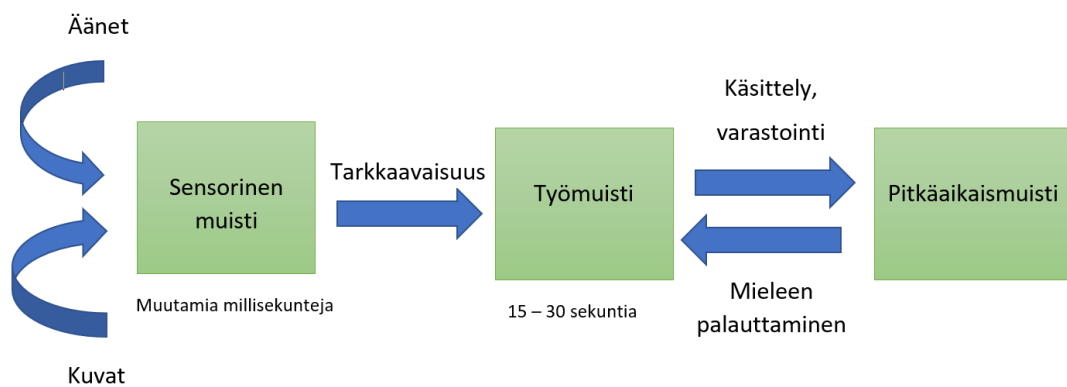 Äänet
Sensorinen
muisti
Muutamia millisekunteja
Kuvat
Tarkkaavaisuus
Työmuisti
15 – 30 sekuntia
Käsittely,
varastointi
Mieleen
palauttaminen
Pitkäaikaismuisti